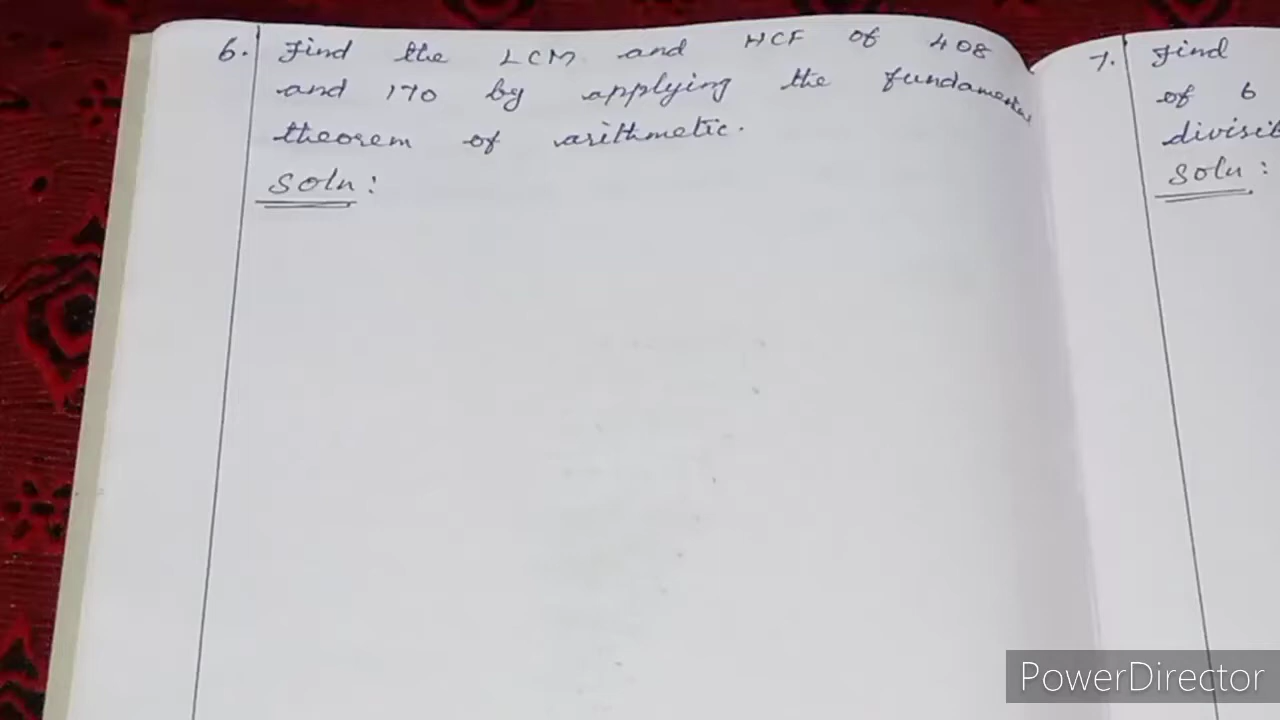 6. Find the LCM and HCF of 408
and 170 by applying the fundamental
theorem of arithmetic.
Soln:
7. Find
of 6
divisib
Soln:
PowerDirector